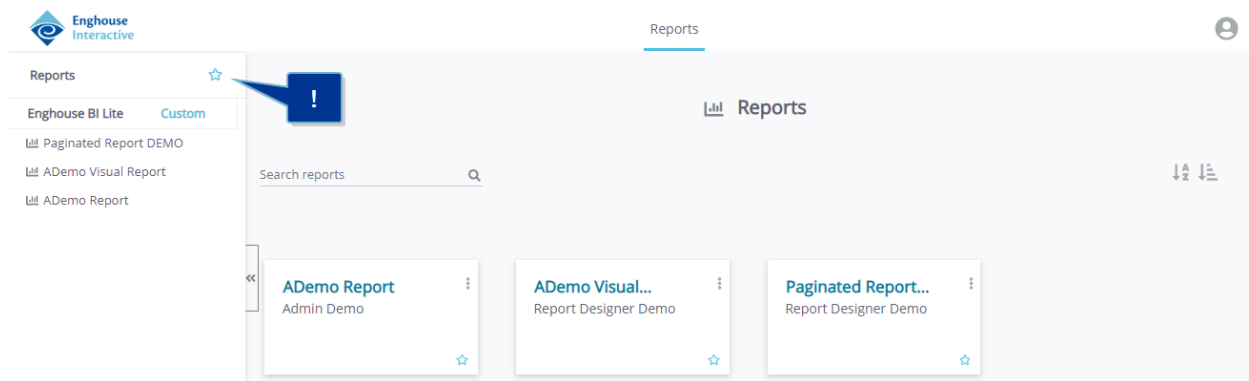 Enghouse
Interactive
Reports
Reports
!
Enghouse BI Lite Custom
Paginated Report DEMO
ADemo Visual Report
ADemo Report
Reports
Search reports
A
Z
«
ADemo Report
Admin Demo
ADemo Visual...
Report Designer Demo
Paginated Report...
Report Designer Demo